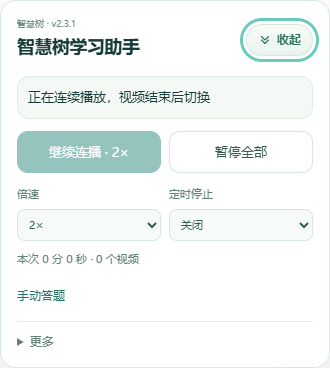 智慧树 · v2.3.1
智慧树学习助手
收起
正在连续播放，视频结束后切换
继续连播 · 2×
暂停全部
倍速
定时停止
2×
关闭
本次 0 分 0 秒 · 0 个视频
手动答题
更多